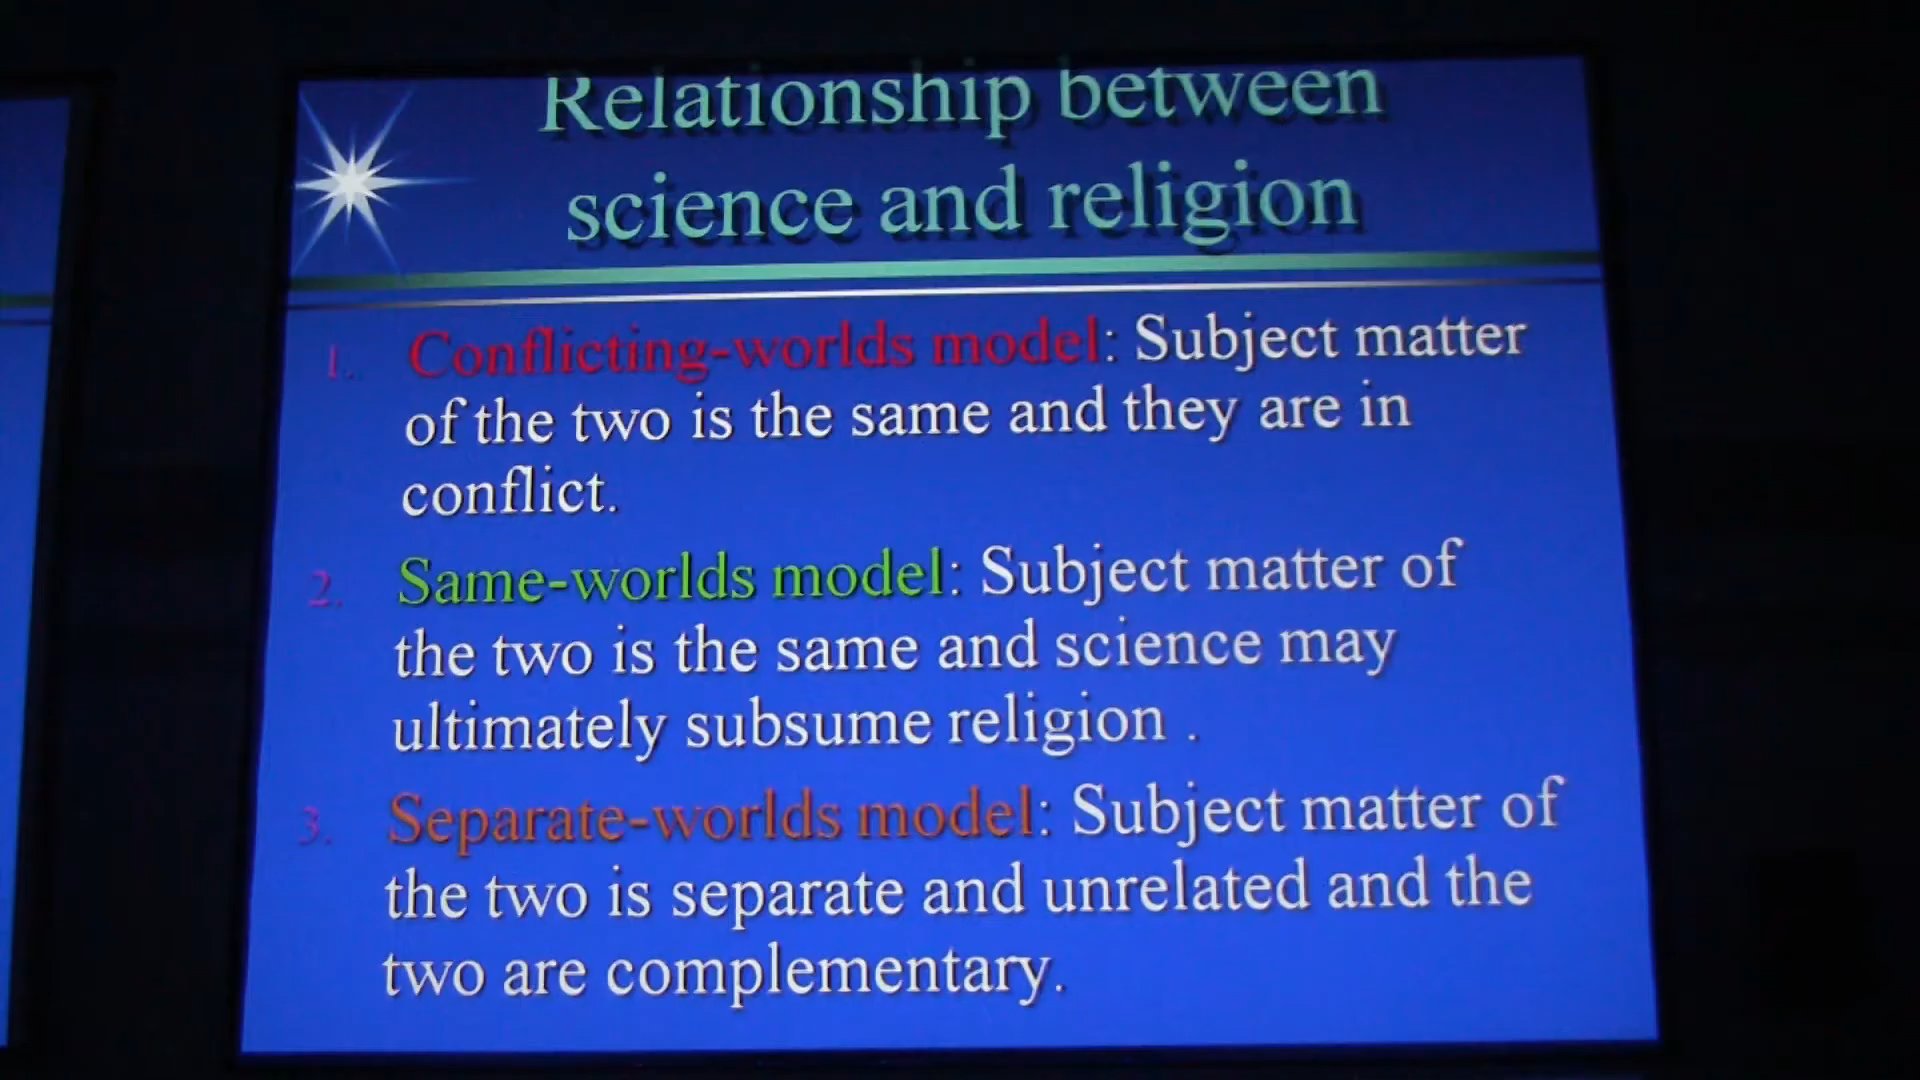 Relationship between
science and religion
1. Conflicting-worlds model: Subject matter
of the two is the same and they are in
conflict.
2. Same-worlds model: Subject matter of
the two is the same and science may
ultimately subsume religion .
3. Separate-worlds model: Subject matter of
the two is separate and unrelated and the
two are complementary.